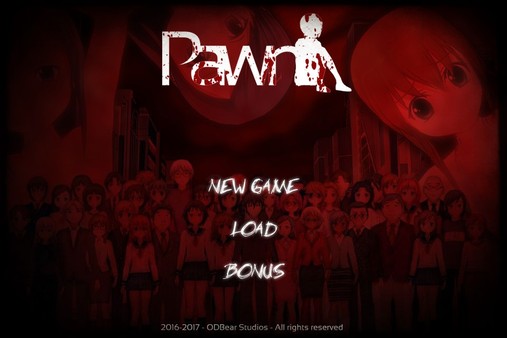 Pawn
NEW GAME
LOAD
BONUS
2016-2017 - ODBear Studios - All rights reserved